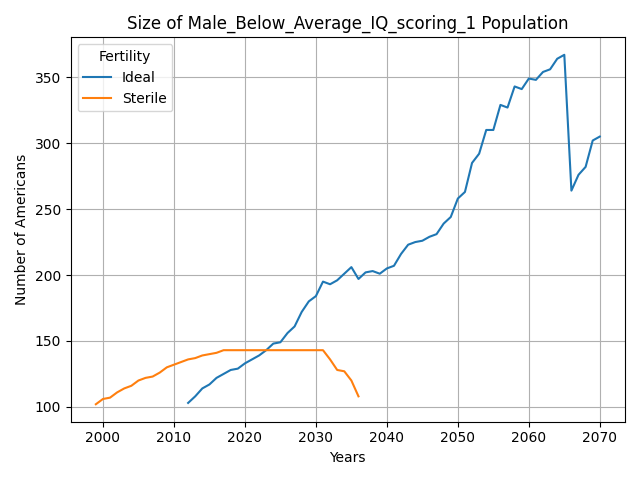 Size of Male_Below_Average_IQ_scoring_1 Population
Fertility
Ideal
Sterile
Number of Americans
350
300
250
200
150
100
2000 2010 2020 2030 2040 2050 2060 2070
Years